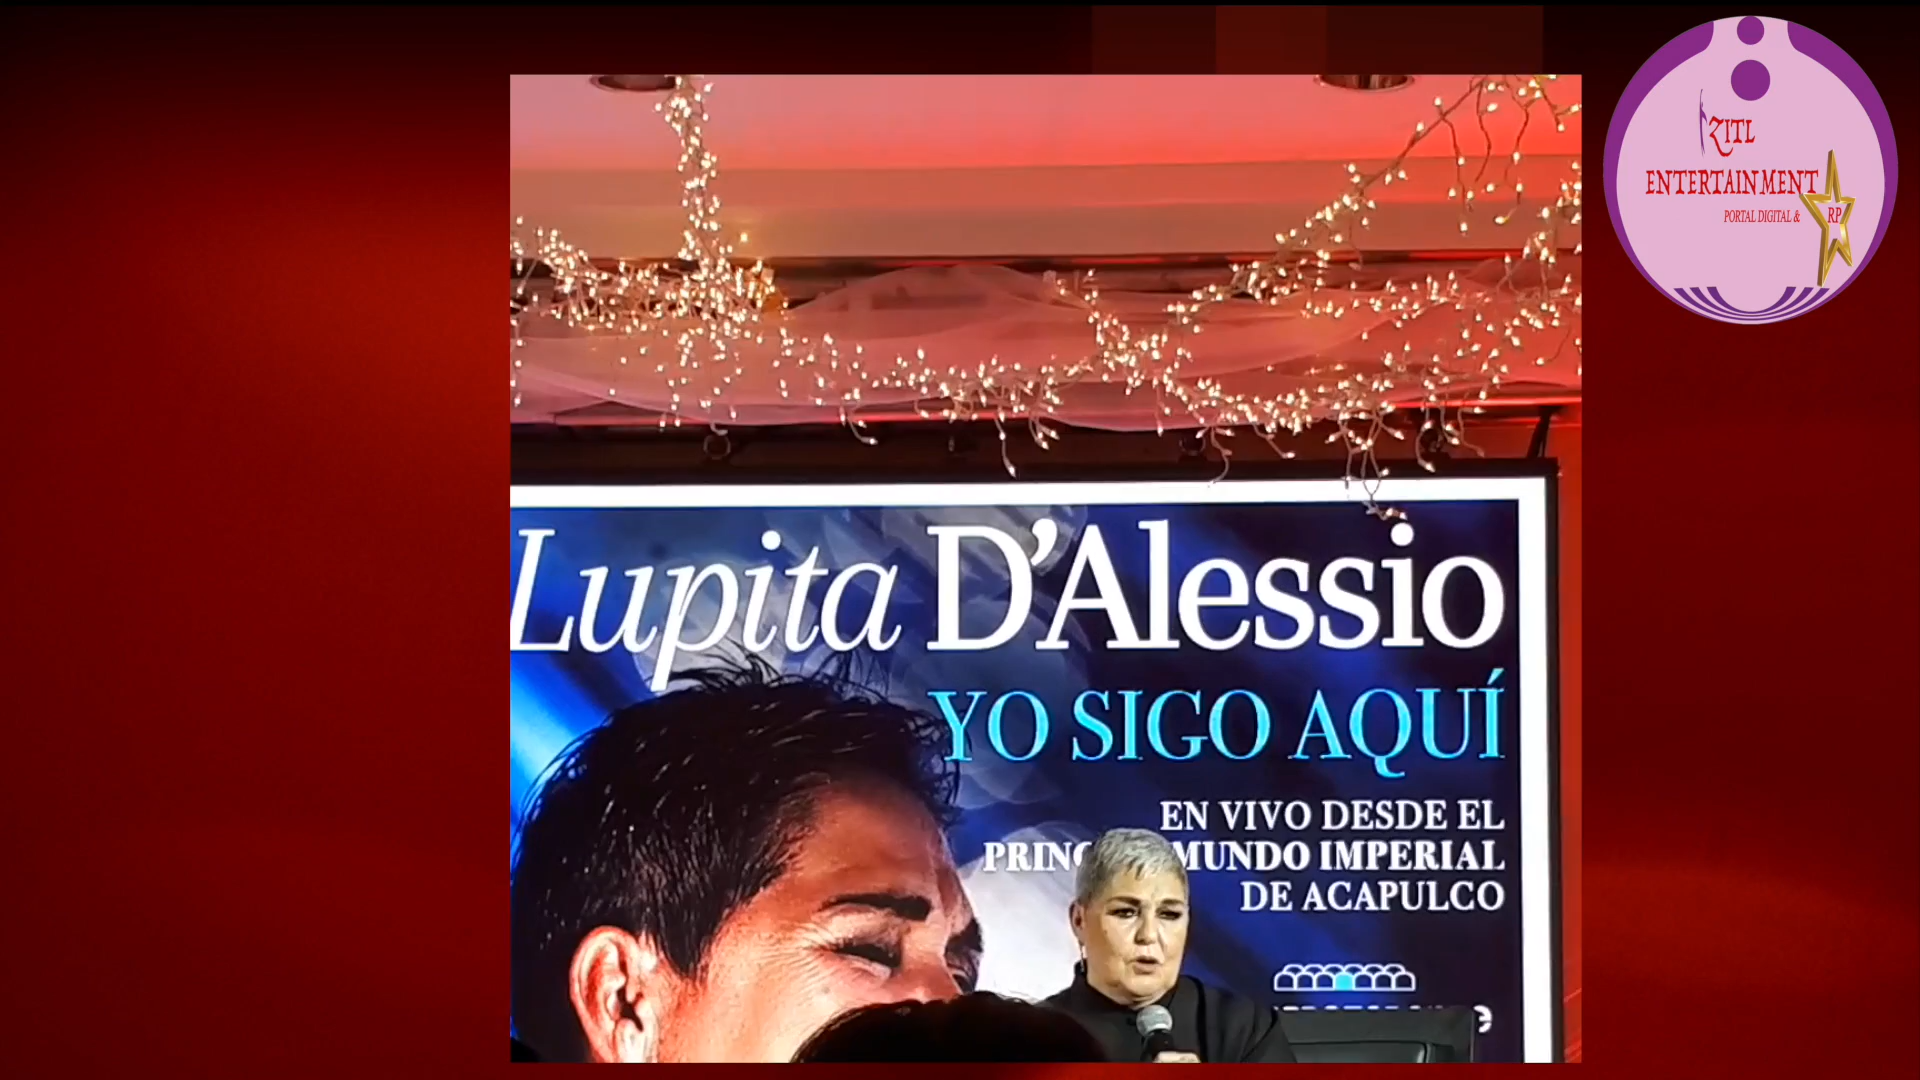 ZITL
ENTERTAINMENT
PORTAL DIGITAL & RP
Lupita D'Alessio
YO SIGO AQUÍ
EN VIVO DESDE EL
MUNDO IMPERIAL
DE ACAPULCO